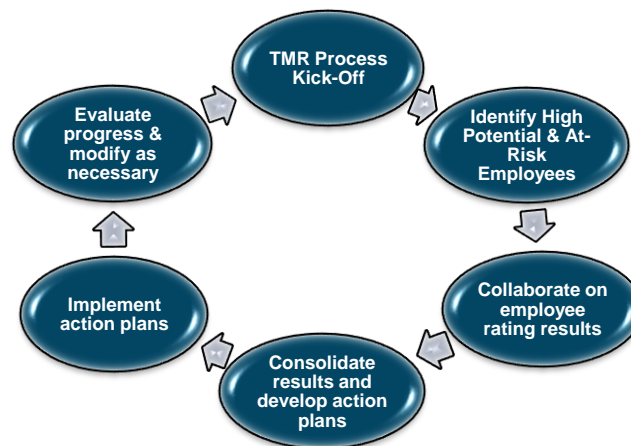 TMR Process
Kick-Off
Identify High
Potential & At-
Risk
Employees
Collaborate on
employee
rating results
Consolidate
results and
develop action
plans
Implement
action plans
Evaluate
progress &
modify as
necessary